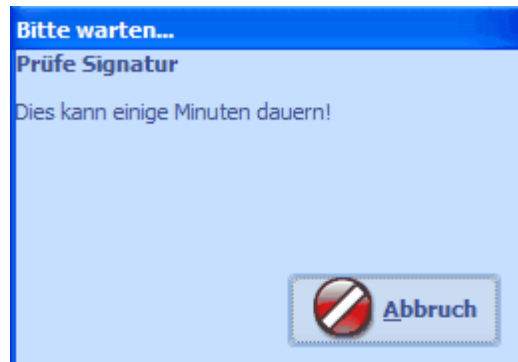 Bitte warten...
Prüfe Signatur
Dies kann einige Minuten dauern!
Abbruch